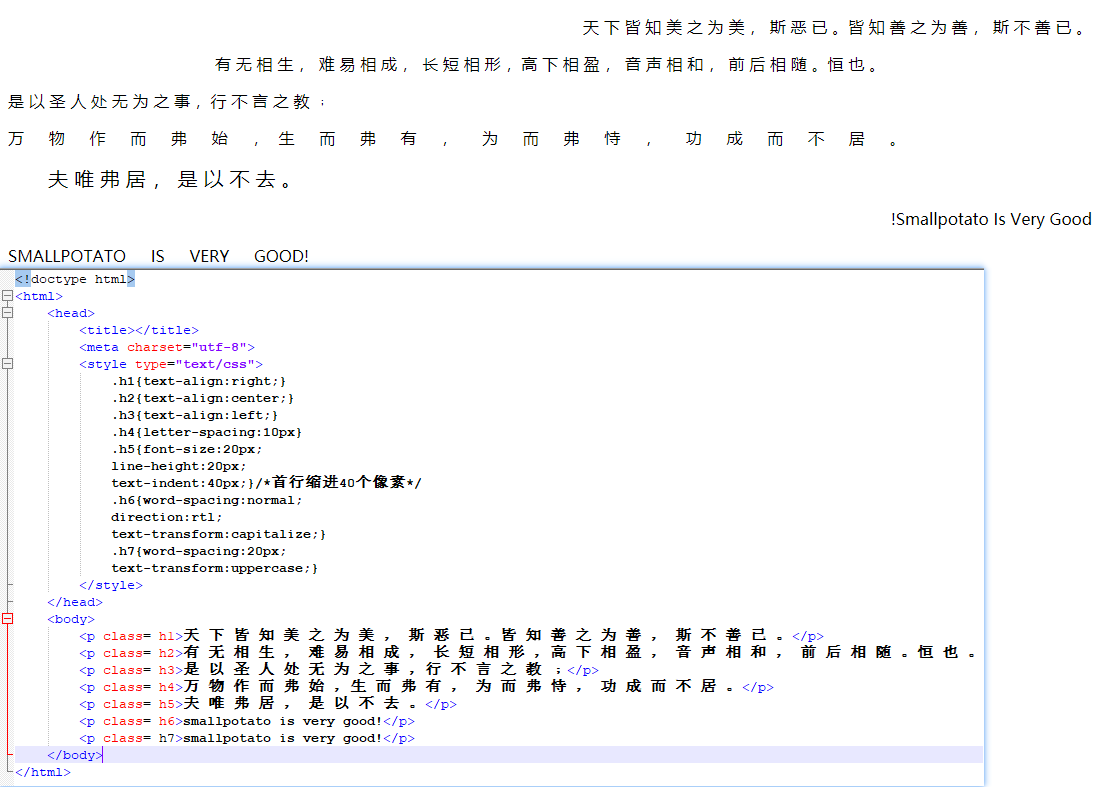 天下皆知美之为美，斯恶已。皆知善之为善，斯不善已。
有无相生，难易相成，长短相形，高下相盈，音声相和，前后相随。恒也。
是以圣人处无为之事，行不言之教；
万物作而弗始，生而弗有，为而弗恃，功成而不居。
夫唯弗居，是以不去。
!Smallpotato Is Very Good
SMALLPOTATO IS VERY GOOD!
<!doctype html>
<html>
<head>
<title></title>
<meta charset="utf-8">
<style type="text/css">
.h1{text-align:right;}
.h2{text-align:center;}
.h3{text-align:left;}
.h4{letter-spacing:10px}
.h5{font-size:20px;
line-height:20px;
text-indent:40px;}/*首行缩进40个像素*/
.h6{word-spacing:normal;
direction:rtl;
text-transform:capitalize;}
.h7{word-spacing:20px;
text-transform:uppercase;}
</style>
</head>
<body>
<p class= h1>天 下 皆 知 美 之 为 美 ， 斯 恶 已 。皆 知 善 之 为 善 ， 斯 不 善 已 。</p>
<p class= h2>有 无 相 生 ， 难 易 相 成 ， 长 短 相 形 ，高 下 相 盈 ， 音 声 相 和 ， 前 后 相 随 。恒 也 。
<p class= h3>是 以 圣 人 处 无 为 之 事 ，行 不 言 之 教 ；</p>
<p class= h4>万 物 作 而 弗 始 ，生 而 弗 有 ， 为 而 弗 恃 ， 功 成 而 不 居 。</p>
<p class= h5>夫 唯 弗 居 ， 是 以 不 去 。</p>
<p class= h6>smallpotato is very good!</p>
<p class= h7>smallpotato is very good!</p>
</body>
</html>